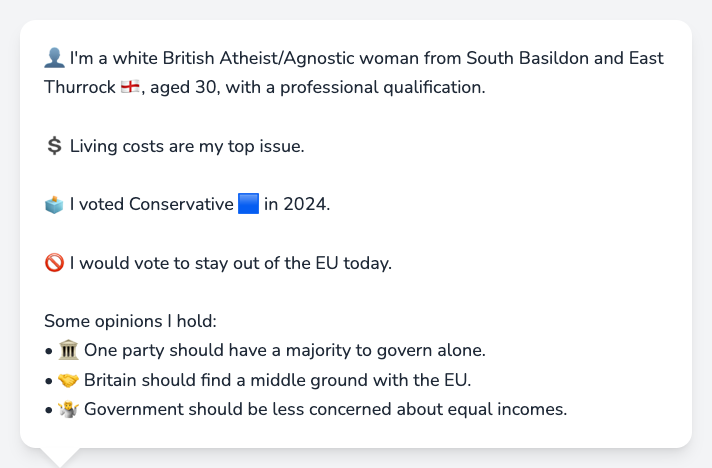 👤 I'm a white British Atheist/Agnostic woman from South Basildon and East
Thurrock 🏴󠁧󠁢󠁥󠁮󠁧󠁿, aged 30, with a professional qualification.
💲 Living costs are my top issue.
🗳️ I voted Conservative 🟦 in 2024.
🚫 I would vote to stay out of the EU today.
Some opinions I hold:
• 🏛️ One party should have a majority to govern alone.
• 🤝 Britain should find a middle ground with the EU.
• 🤷 Government should be less concerned about equal incomes.